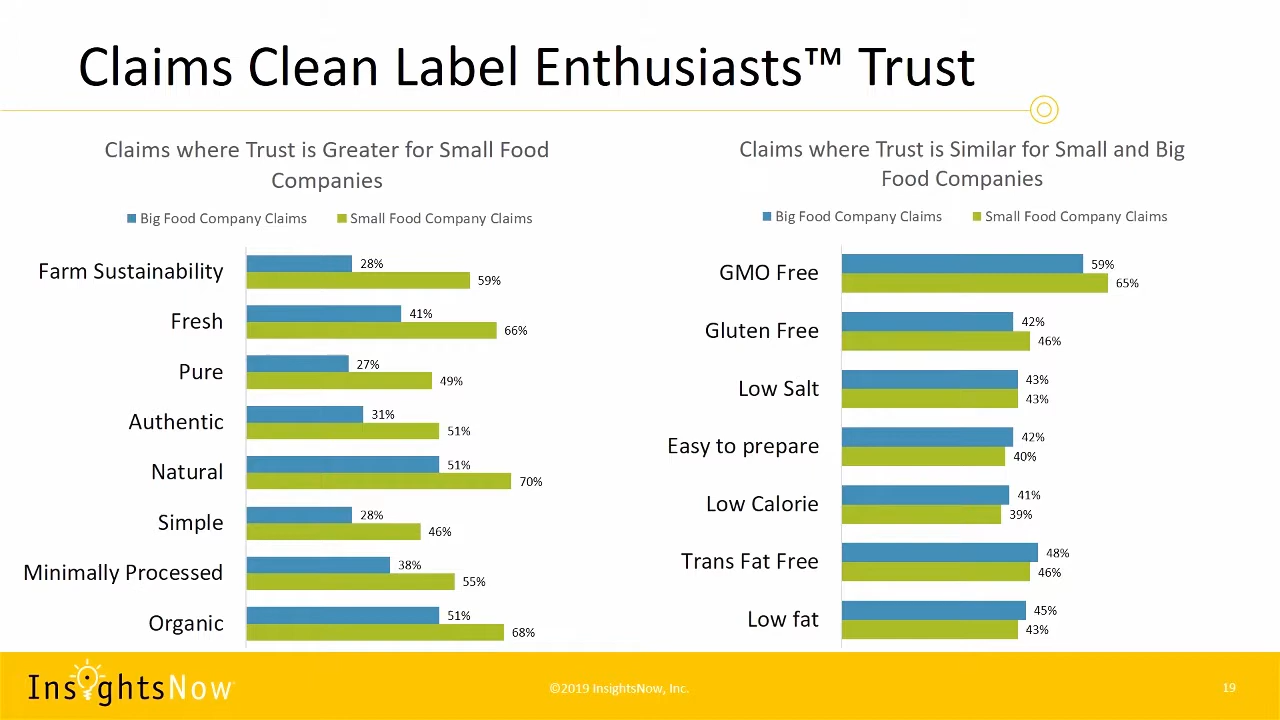 Claims Clean Label Enthusiasts™ Trust
Claims where Trust is Greater for Small Food
Companies
Big Food Company Claims
Small Food Company Claims
Farm Sustainability
28%
59%
Fresh
41%
66%
Pure
27%
49%
Authentic
31%
51%
Natural
51%
70%
Simple
28%
46%
Minimally Processed
38%
55%
Organic
51%
68%
Claims where Trust is Similar for Small and Big
Food Companies
Big Food Company Claims
Small Food Company Claims
GMO Free
59%
65%
Gluten Free
42%
46%
Low Salt
43%
43%
Easy to prepare
42%
40%
Low Calorie
41%
39%
Trans Fat Free
48%
46%
Low fat
45%
43%
InsightsNow
©2019 InsightsNow, Inc.
19